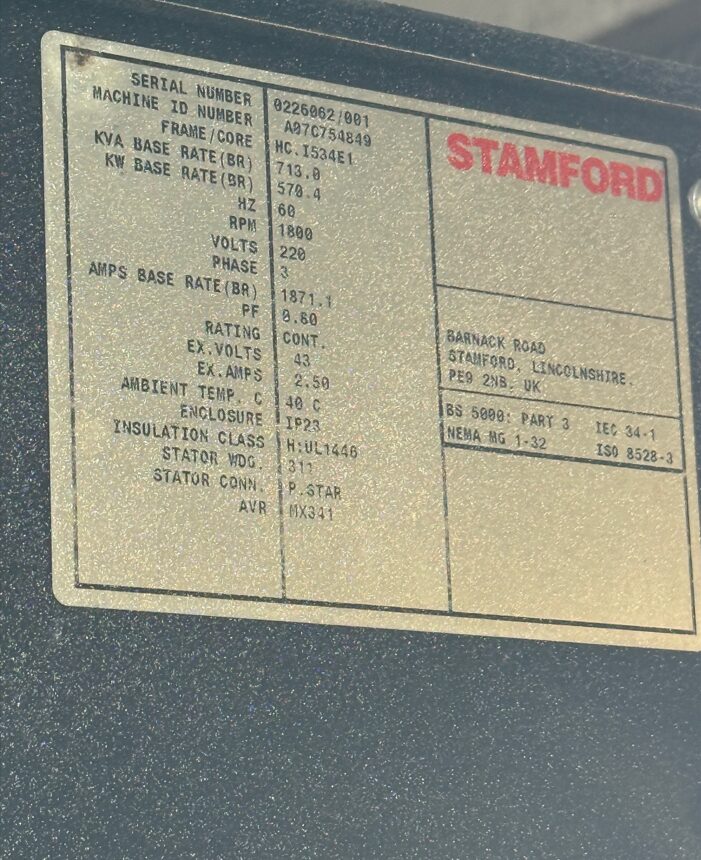 SERIAL NUMBER 0226062/001
MACHINE ID NUMBER A07C754849
FRAME/CORE HC.I534E1
KVA BASE RATE(BR) 713.0
KW BASE RATE(BR) 570.4
HZ 60
RPM 1800
VOLTS 220
PHASE 3
AMPS BASE RATE(BR) 1871.1
PF 0.80
RATING CONT.
EX.VOLTS 43
EX.AMPS 2.50
AMBIENT TEMP. C 40 C
ENCLOSURE IP23
INSULATION CLASS H:UL1446
STATOR WDG. 311
STATOR CONN. P.STAR
AVR MX341
STAMFORD
BARNACK ROAD
STAMFORD, LINCOLNSHIRE.
PE9 2NB. UK
BS 5000: PART 3 IEC 34-1
NEMA MG 1-32 ISO 8528-3